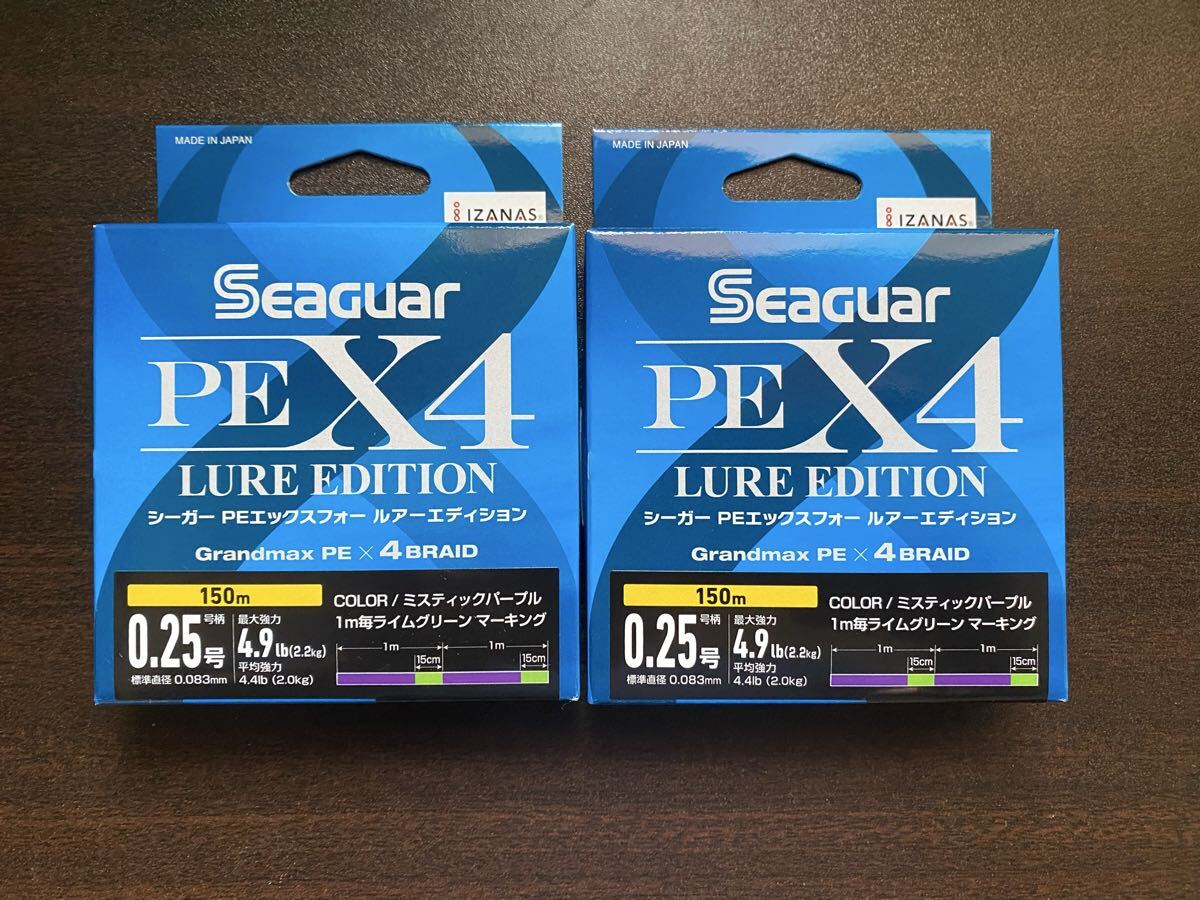 MADE IN JAPAN
IZANAS
Seaguar
PE X4
LURE EDITION
シーガー PEエックスフォー ルアーエディション
Grandmax PE × 4 BRAID
150m
0.25号
号柄
標準直径 0.083mm
最大強力
4.9lb(2.2kg)
平均強力
4.4lb (2.0kg)
COLOR / ミスティックパープル
1m毎ライムグリーン マーキング
1m 1m
15cm 15cm
MADE IN JAPAN
IZANAS
Seaguar
PE X4
LURE EDITION
シーガー PEエックスフォー ルアーエディション
Grandmax PE × 4 BRAID
150m
0.25号
号柄
標準直径 0.083mm
最大強力
4.9lb(2.2kg)
平均強力
4.4lb (2.0kg)
COLOR / ミスティックパープル
1m毎ライムグリーン マーキング
1m 1m
15cm 15cm